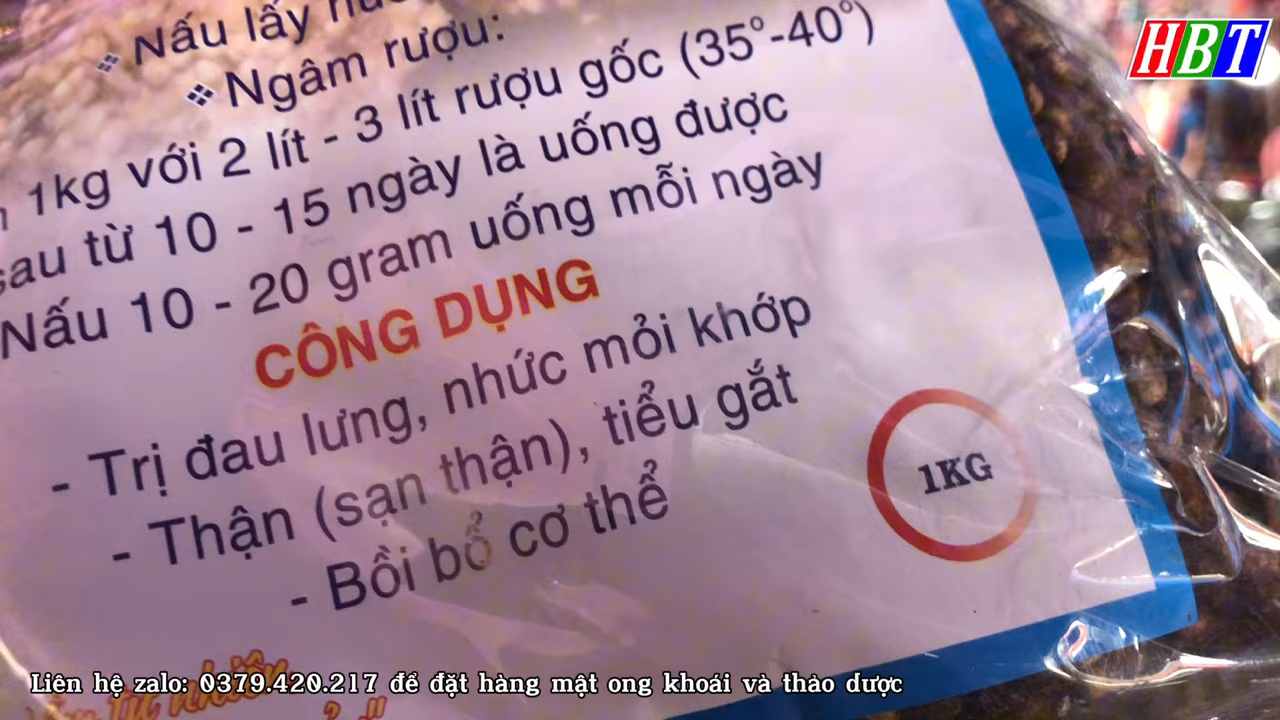 HBT
Nấu lấy
Ngâm rượu:
1kg với 2 lít - 3 lít rượu gốc (35°-40°)
sau từ 10 - 15 ngày là uống được
Nấu 10 - 20 gram uống mỗi ngày
CÔNG DỤNG
- Trị đau lưng, nhức mỏi khớp
- Thận (sạn thận), tiểu gắt
- Bồi bổ cơ thể
1KG
Liên hệ zalo: 0379.420.217 để đặt hàng mật ong khoái và thảo dược